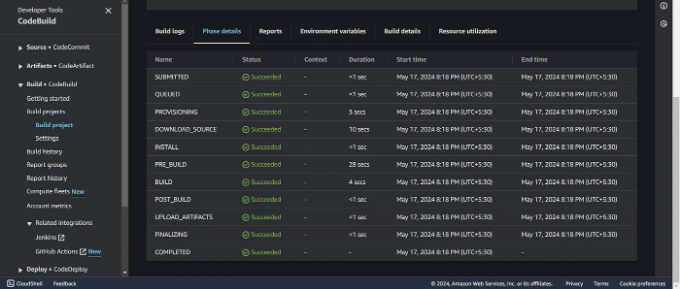 Developer Tools
CodeBuild
Source • CodeCommit
Artifacts • CodeArtifact
Build • CodeBuild
Getting started
Build projects
Build project
Settings
Build history
Report groups
Report history
Compute fleets New
Account metrics
Related integrations
Jenkins
GitHub Actions New
Deploy • CodeDeploy
Build logs Phase details Reports Environment variables Build details Resource utilization
Name Status Context Duration Start time End time
SUBMITTED Succeeded - <1 sec May 17, 2024 8:18 PM (UTC+5:30) May 17, 2024 8:18 PM (UTC+5:30)
QUEUED Succeeded - <1 sec May 17, 2024 8:18 PM (UTC+5:30) May 17, 2024 8:18 PM (UTC+5:30)
PROVISIONING Succeeded - 3 secs May 17, 2024 8:18 PM (UTC+5:30) May 17, 2024 8:18 PM (UTC+5:30)
DOWNLOAD_SOURCE Succeeded - 10 secs May 17, 2024 8:18 PM (UTC+5:30) May 17, 2024 8:18 PM (UTC+5:30)
INSTALL Succeeded - <1 sec May 17, 2024 8:18 PM (UTC+5:30) May 17, 2024 8:18 PM (UTC+5:30)
PRE_BUILD Succeeded - 28 secs May 17, 2024 8:18 PM (UTC+5:30) May 17, 2024 8:18 PM (UTC+5:30)
BUILD Succeeded - 4 secs May 17, 2024 8:18 PM (UTC+5:30) May 17, 2024 8:18 PM (UTC+5:30)
POST_BUILD Succeeded - <1 sec May 17, 2024 8:18 PM (UTC+5:30) May 17, 2024 8:18 PM (UTC+5:30)
UPLOAD_ARTIFACTS Succeeded - <1 sec May 17, 2024 8:18 PM (UTC+5:30) May 17, 2024 8:18 PM (UTC+5:30)
FINALIZING Succeeded - <1 sec May 17, 2024 8:18 PM (UTC+5:30) May 17, 2024 8:18 PM (UTC+5:30)
COMPLETED Succeeded - - May 17, 2024 8:18 PM (UTC+5:30) -
CloudShell Feedback © 2024, Amazon Web Services, Inc. or its affiliates. Privacy Terms Cookie preferences